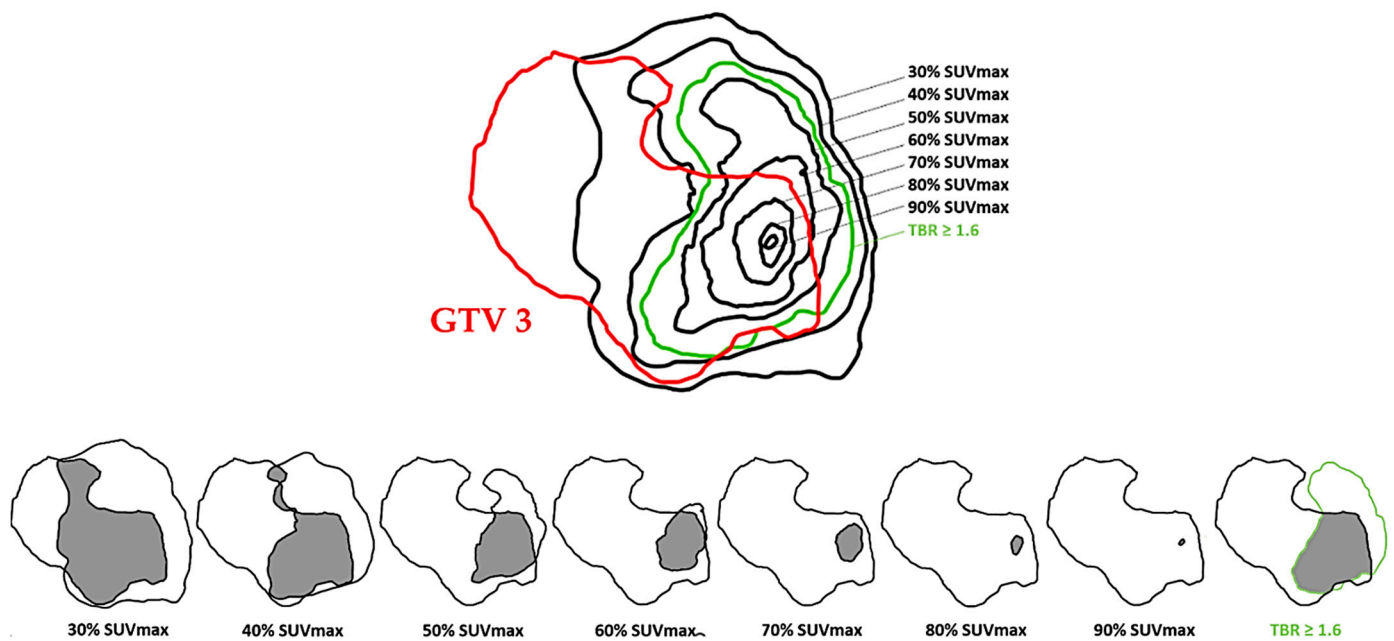 30% SUVmax
40% SUVmax
50% SUVmax
60% SUVmax
70% SUVmax
80% SUVmax
90% SUVmax
TBR ≥ 1.6
GTV 3
30% SUVmax
40% SUVmax
50% SUVmax
60% SUVmax
70% SUVmax
80% SUVmax
90% SUVmax
TBR ≥ 1.6